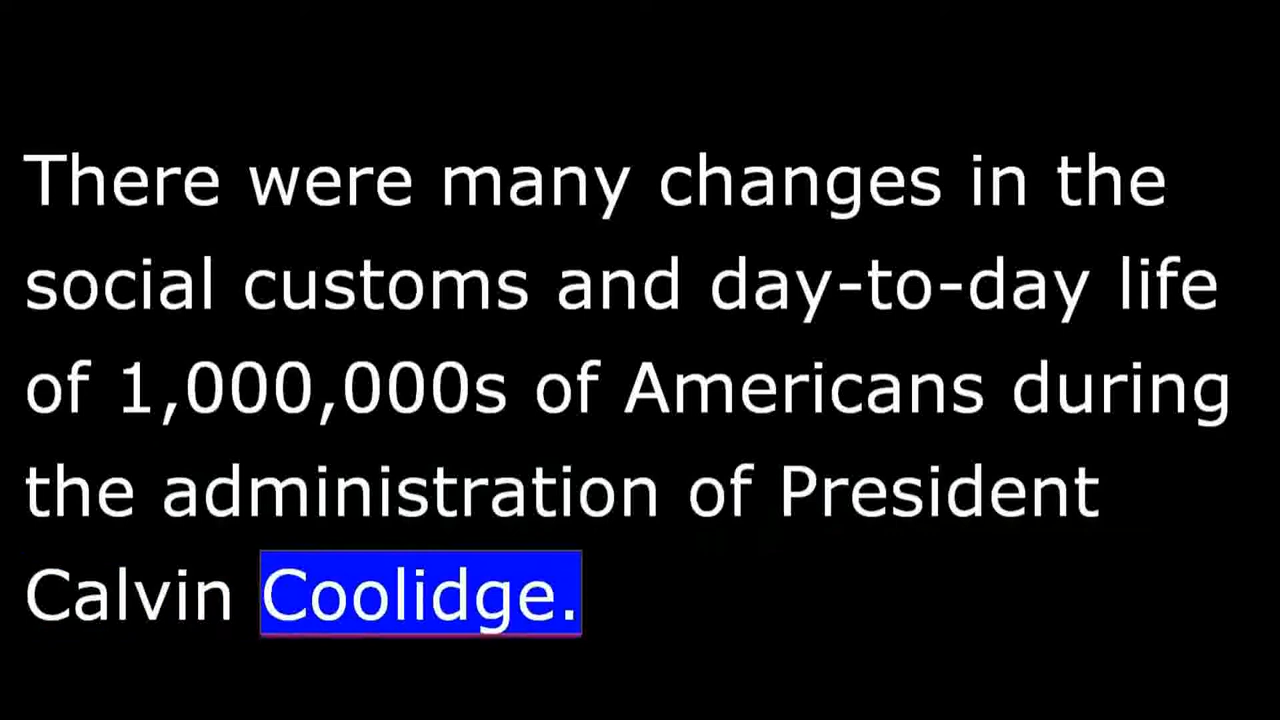 There were many changes in the
social customs and day-to-day life
of 1,000,000s of Americans during
the administration of President
Calvin Coolidge.